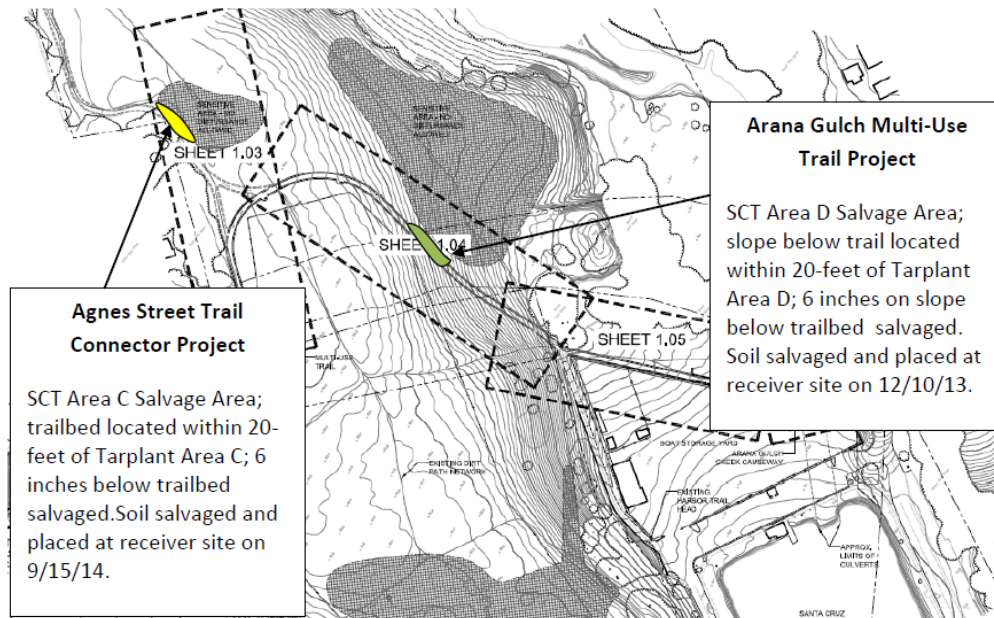 SENSITIVE
AREA - NO
DISTURBANCE
ALLOWED
SHEET 1.03
SENSITIVE
AREA - NO
DISTURBANCE
ALLOWED
SHEET 1.04
SHEET 1.05
Arana Gulch Multi-Use
Trail Project
SCT Area D Salvage Area;
slope below trail located
within 20-feet of Tarplant
Area D; 6 inches on slope
below trailbed salvaged.
Soil salvaged and placed at
receiver site on 12/10/13.
Agnes Street Trail
Connector Project
SCT Area C Salvage Area;
trailbed located within 20-
feet of Tarplant Area C; 6
inches below trailbed
salvaged.Soil salvaged and
placed at receiver site on
9/15/14.
MULTI-USE
TRAIL
EXISTING DIRT
PATH NETWORK
BOAT STORAGE YARD
ARANA GULCH
CREEK CAUSEWAY
EXISTING
HARBOR TRAIL
HEAD
APPROX.
LIMITS OF
CULVERTS
SANTA CRUZ